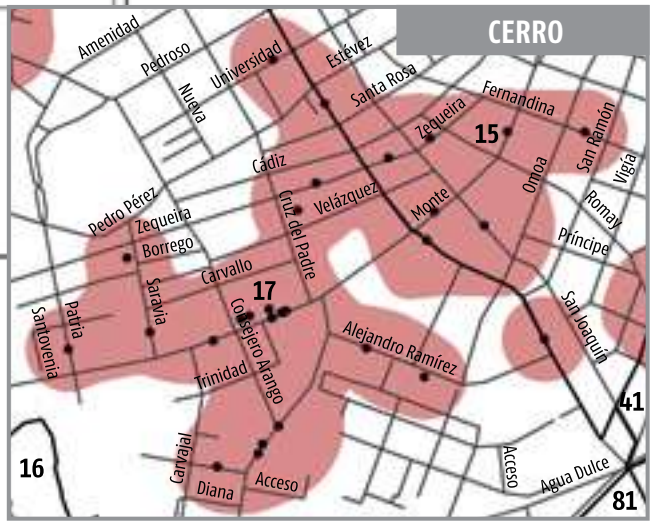 CERRO
Amenidad
Pedroso
Universidad
Estévez
Nueva
Santa Rosa
Fernandina
Zequeira
15
San Ramón
Cádiz
Vigía
Omoa
Velázquez
Monte
Romay
Pedro Pérez
Zequeira
Cruz del Padre
Borrego
Príncipe
Carvallo
17
Saravia
Patria
Santovenia
Consejero Arango
Alejandro Ramírez
San Joaquín
Trinidad
41
Carvajal
16
Acceso
Acceso
Agua Dulce
Diana
81